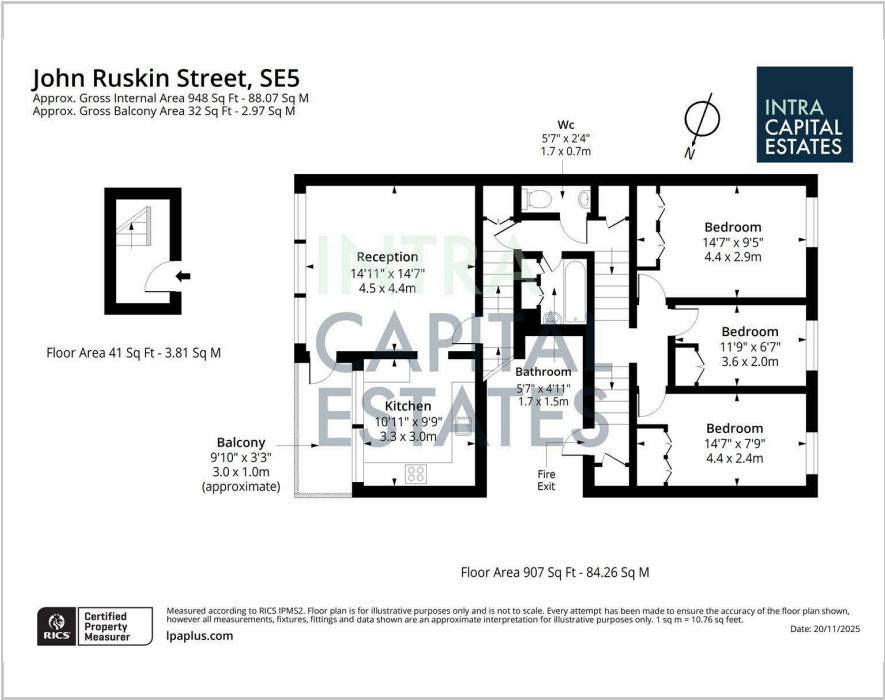 John Ruskin Street, SE5
Approx. Gross Internal Area 948 Sq Ft - 88.07 Sq M
Approx. Gross Balcony Area 32 Sq Ft - 2.97 Sq M
INTRA
CAPITAL
ESTATES
N
Wc
5'7" x 2'4"
1.7 x 0.7m
Reception
14'11" x 14'7"
4.5 x 4.4m
Bedroom
14'7" x 9'5"
4.4 x 2.9m
INTRA
CAPITAL
ESTATES
Bedroom
11'9" x 6'7"
3.6 x 2.0m
Floor Area 41 Sq Ft - 3.81 Sq M
Bathroom
5'7" x 4'11"
1.7 x 1.5m
Kitchen
10'11" x 9'9"
3.3 x 3.0m
Bedroom
14'7" x 7'9"
4.4 x 2.4m
Balcony
9'10" x 3'3"
3.0 x 1.0m
(approximate)
Fire
Exit
Floor Area 907 Sq Ft - 84.26 Sq M
RICS
Certified
Property
Measurer
Measured according to RICS IPMS2. Floor plan is for illustrative purposes only and is not to scale. Every attempt has been made to ensure the accuracy of the floor plan shown,
however all measurements, fixtures, fittings and data shown are an approximate interpretation for illustrative purposes only. 1 sq m = 10.76 sq feet.
lpaplus.com
Date: 20/11/2025